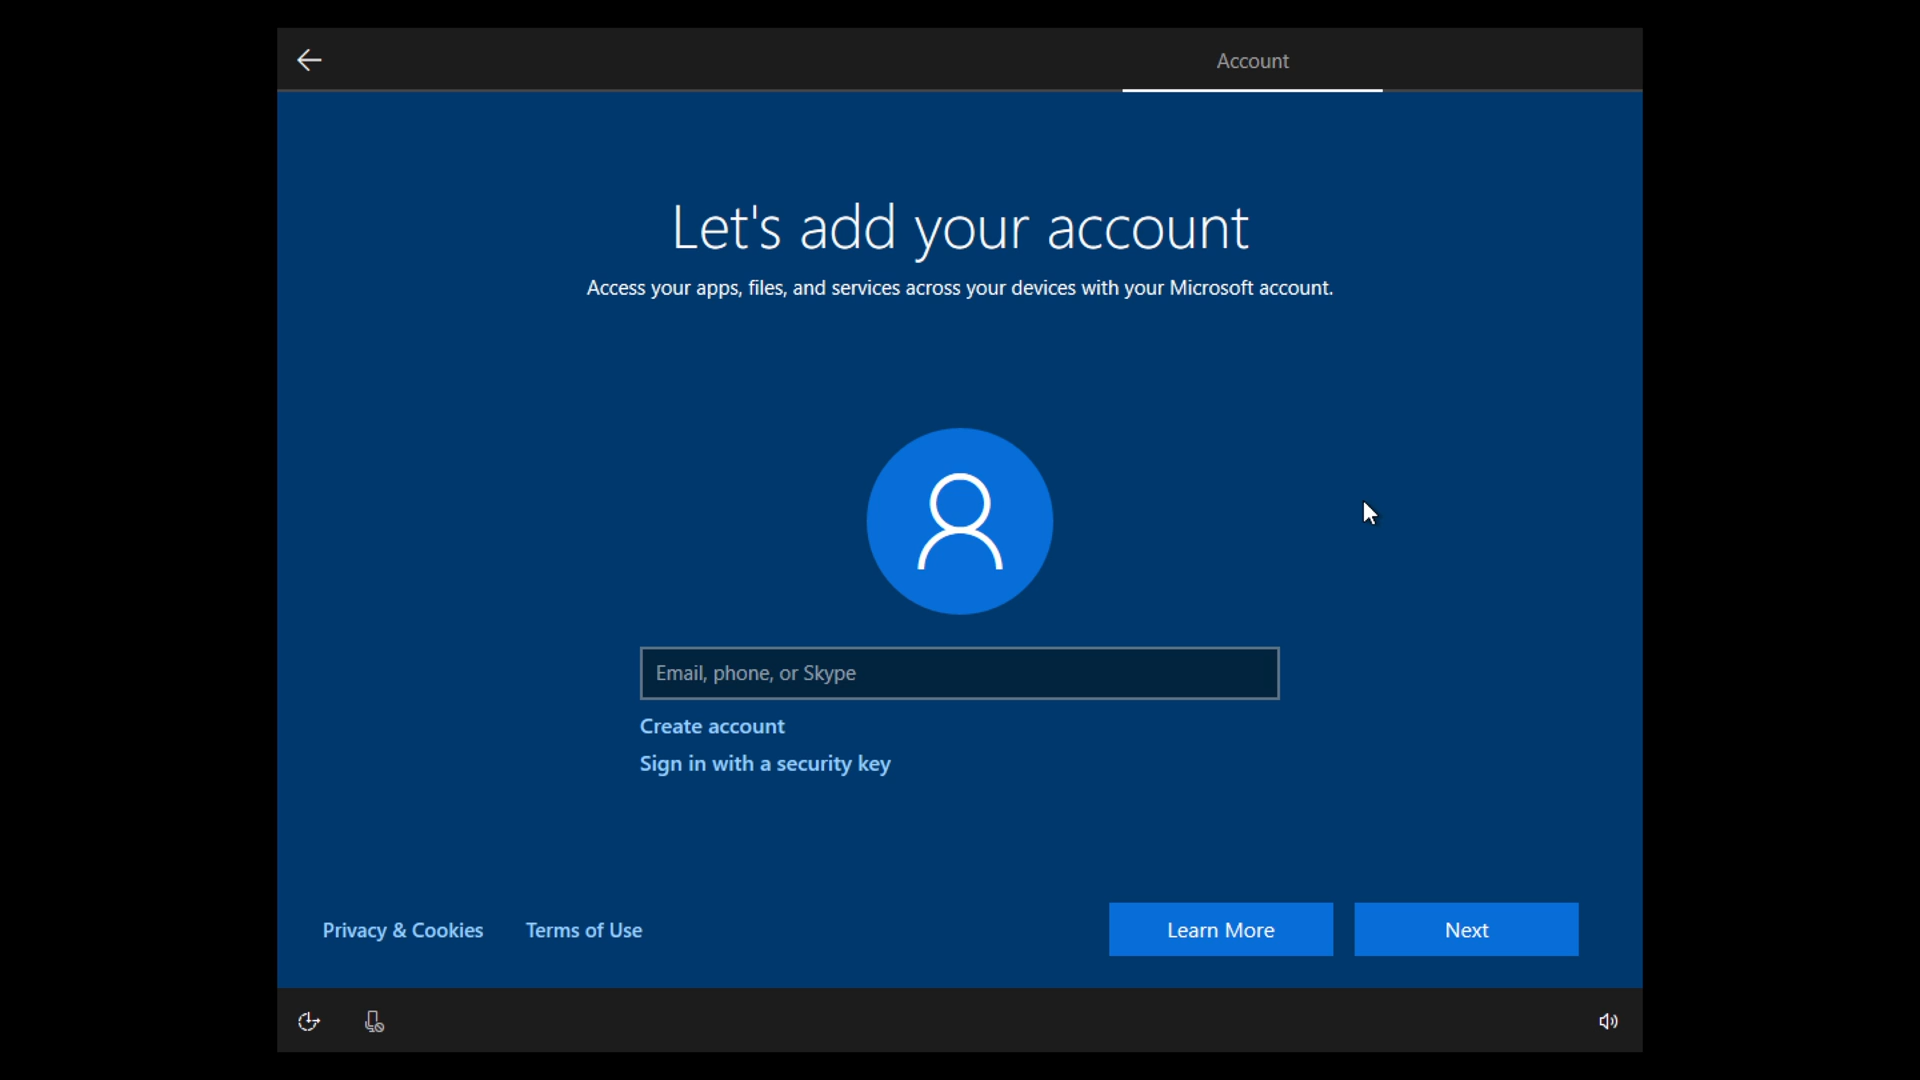 Account
Let's add your account
Access your apps, files, and services across your devices with your Microsoft account.
Email, phone, or Skype
Create account
Sign in with a security key
Privacy & Cookies
Terms of Use
Learn More
Next